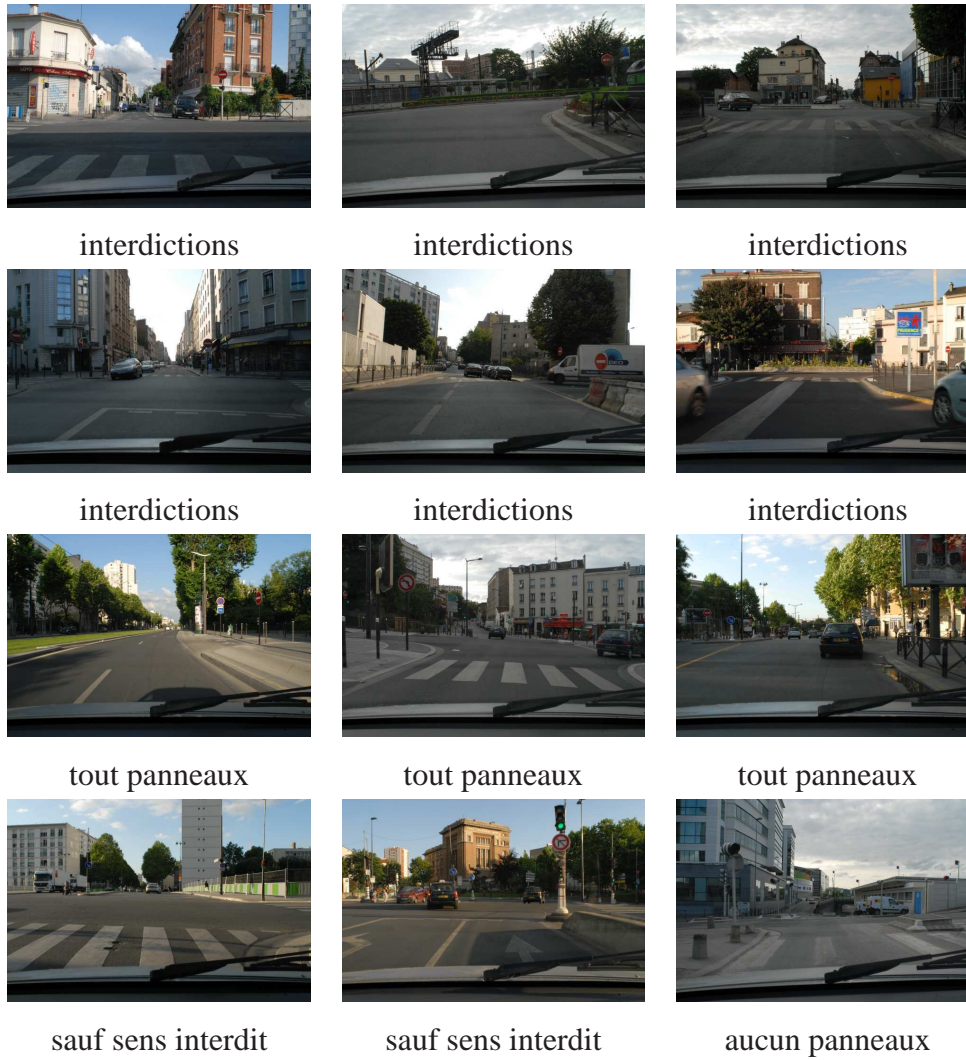 interdictions interdictions interdictions
interdictions interdictions interdictions
tout panneaux tout panneaux tout panneaux
sauf sens interdit sauf sens interdit aucun panneaux